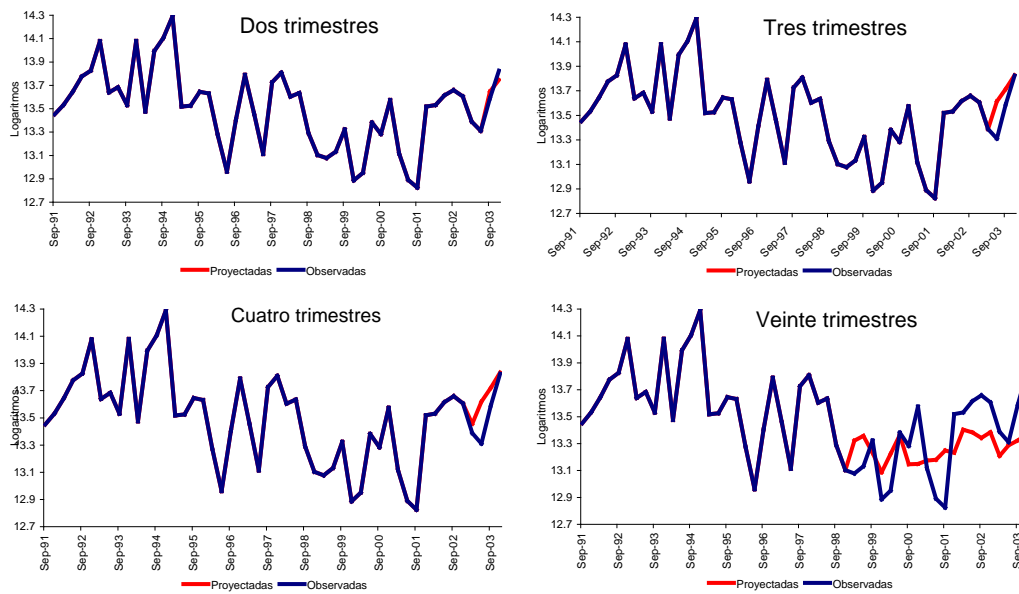 Dos trimestres
Logaritmos
14.3
14.1
13.9
13.7
13.5
13.3
13.1
12.9
12.7
Sep-91
Sep-92
Sep-93
Sep-94
Sep-95
Sep-96
Sep-97
Sep-98
Sep-99
Sep-00
Sep-01
Sep-02
Sep-03
Proyectadas Observadas
Tres trimestres
Logaritmos
14.3
14.1
13.9
13.7
13.5
13.3
13.1
12.9
12.7
Sep-91
Sep-92
Sep-93
Sep-94
Sep-95
Sep-96
Sep-97
Sep-98
Sep-99
Sep-00
Sep-01
Sep-02
Sep-03
Proyectadas Observadas
Cuatro trimestres
Logaritmos
14.3
14.1
13.9
13.7
13.5
13.3
13.1
12.9
12.7
Sep-91
Sep-92
Sep-93
Sep-94
Sep-95
Sep-96
Sep-97
Sep-98
Sep-99
Sep-00
Sep-01
Sep-02
Sep-03
Proyectadas Observadas
Veinte trimestres
Logaritmos
14.3
14.1
13.9
13.7
13.5
13.3
13.1
12.9
12.7
Sep-91
Sep-92
Sep-93
Sep-94
Sep-95
Sep-96
Sep-97
Sep-98
Sep-99
Sep-00
Sep-01
Sep-02
Sep-03
Proyectadas Observadas